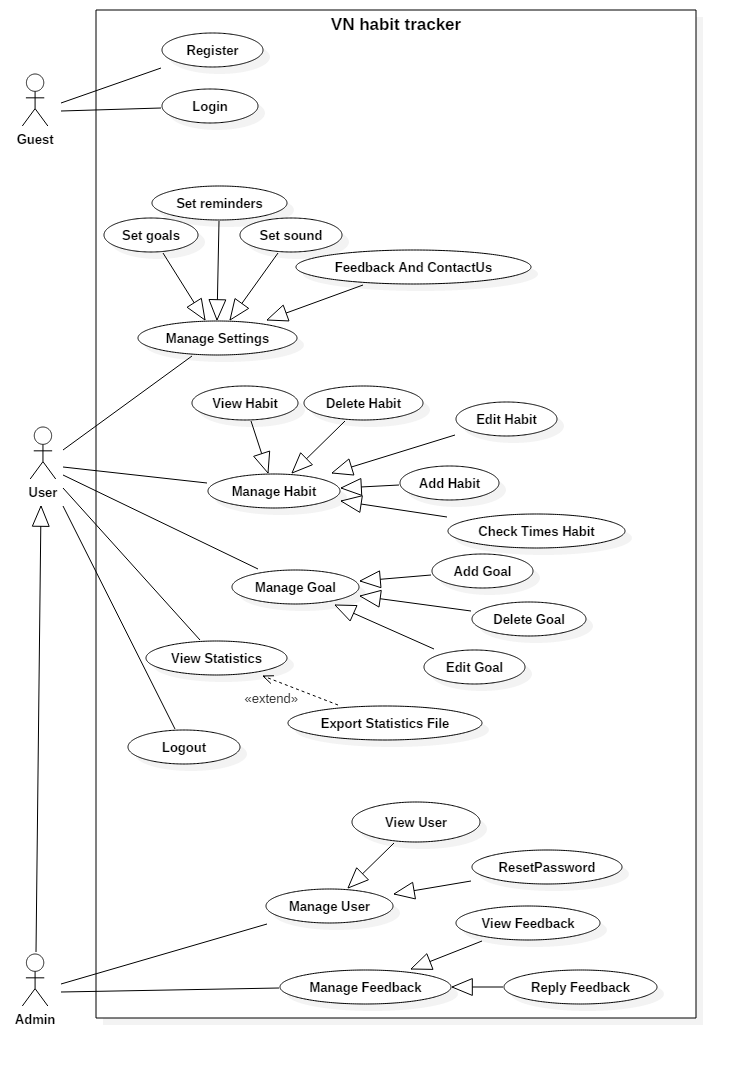 VN habit tracker
Register
Login
Guest
Set reminders
Set goals
Set sound
Feedback And ContactUs
Manage Settings
View Habit
Delete Habit
Edit Habit
User
Manage Habit
Add Habit
Check Times Habit
Manage Goal
Add Goal
Delete Goal
View Statistics
Edit Goal
«extend»
Export Statistics File
Logout
View User
ResetPassword
Manage User
View Feedback
Manage Feedback
Reply Feedback
Admin